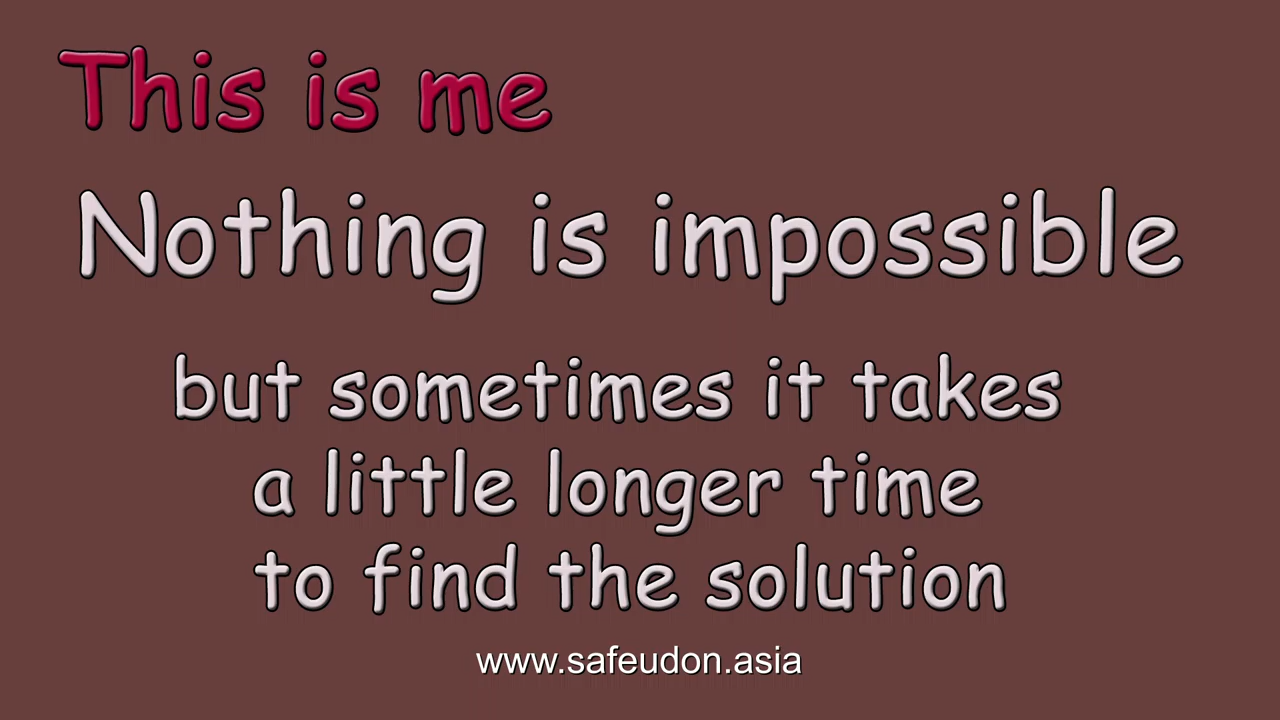 This is me
Nothing is impossible
but sometimes it takes
a little longer time
to find the solution
www.safeudon.asia